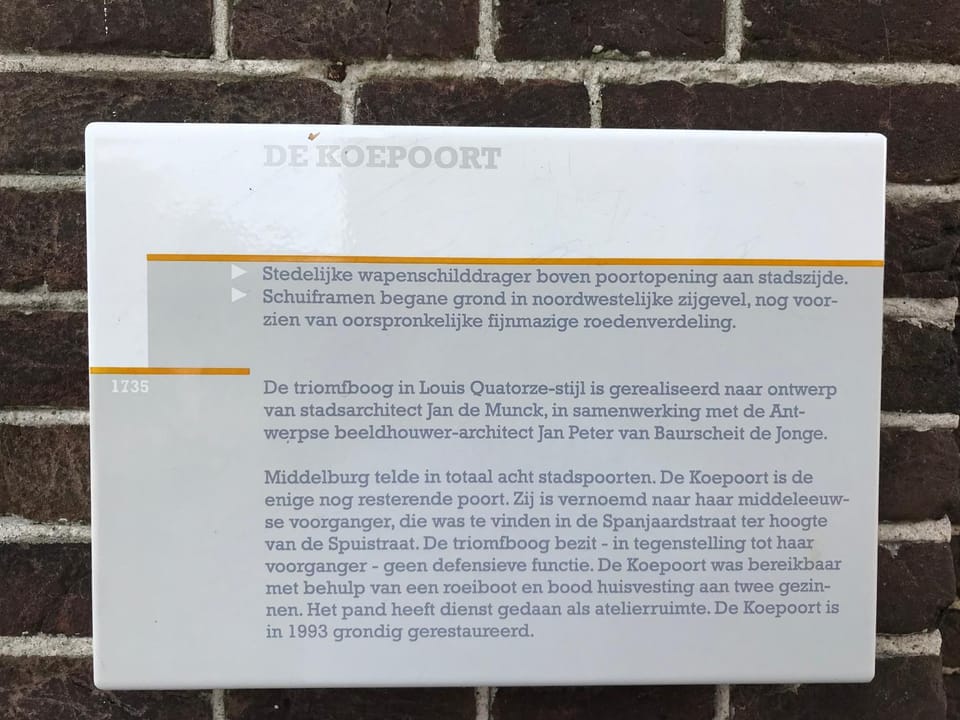 DE KOEPOORT
Stedelijke wapenschilddrager boven poortopening aan stadszijde.
Schuiframen begane grond in noordwestelijke zijgevel, nog voor-
zien van oorspronkelijke fijnmazige roedenverdeling.
1735
De triomfboog in Louis Quatorze-stijl is gerealiseerd naar ontwerp
van stadsarchitect Jan de Munck, in samenwerking met de Ant-
werpse beeldhouwer-architect Jan Peter van Baurscheit de Jonge.
Middelburg telde in totaal acht stadspoorten. De Koepoort is de
enige nog resterende poort. Zij is vernoemd naar haar middeleeuw-
se voorganger, die was te vinden in de Spanjaardstraat ter hoogte
van de Spuistraat. De triomfboog bezit - in tegenstelling tot haar
voorganger - geen defensieve functie. De Koepoort was bereikbaar
met behulp van een roeiboot en bood huisvesting aan twee gezin-
nen. Het pand heeft dienst gedaan als atelierruimte. De Koepoort is
in 1993 grondig gerestaureerd.